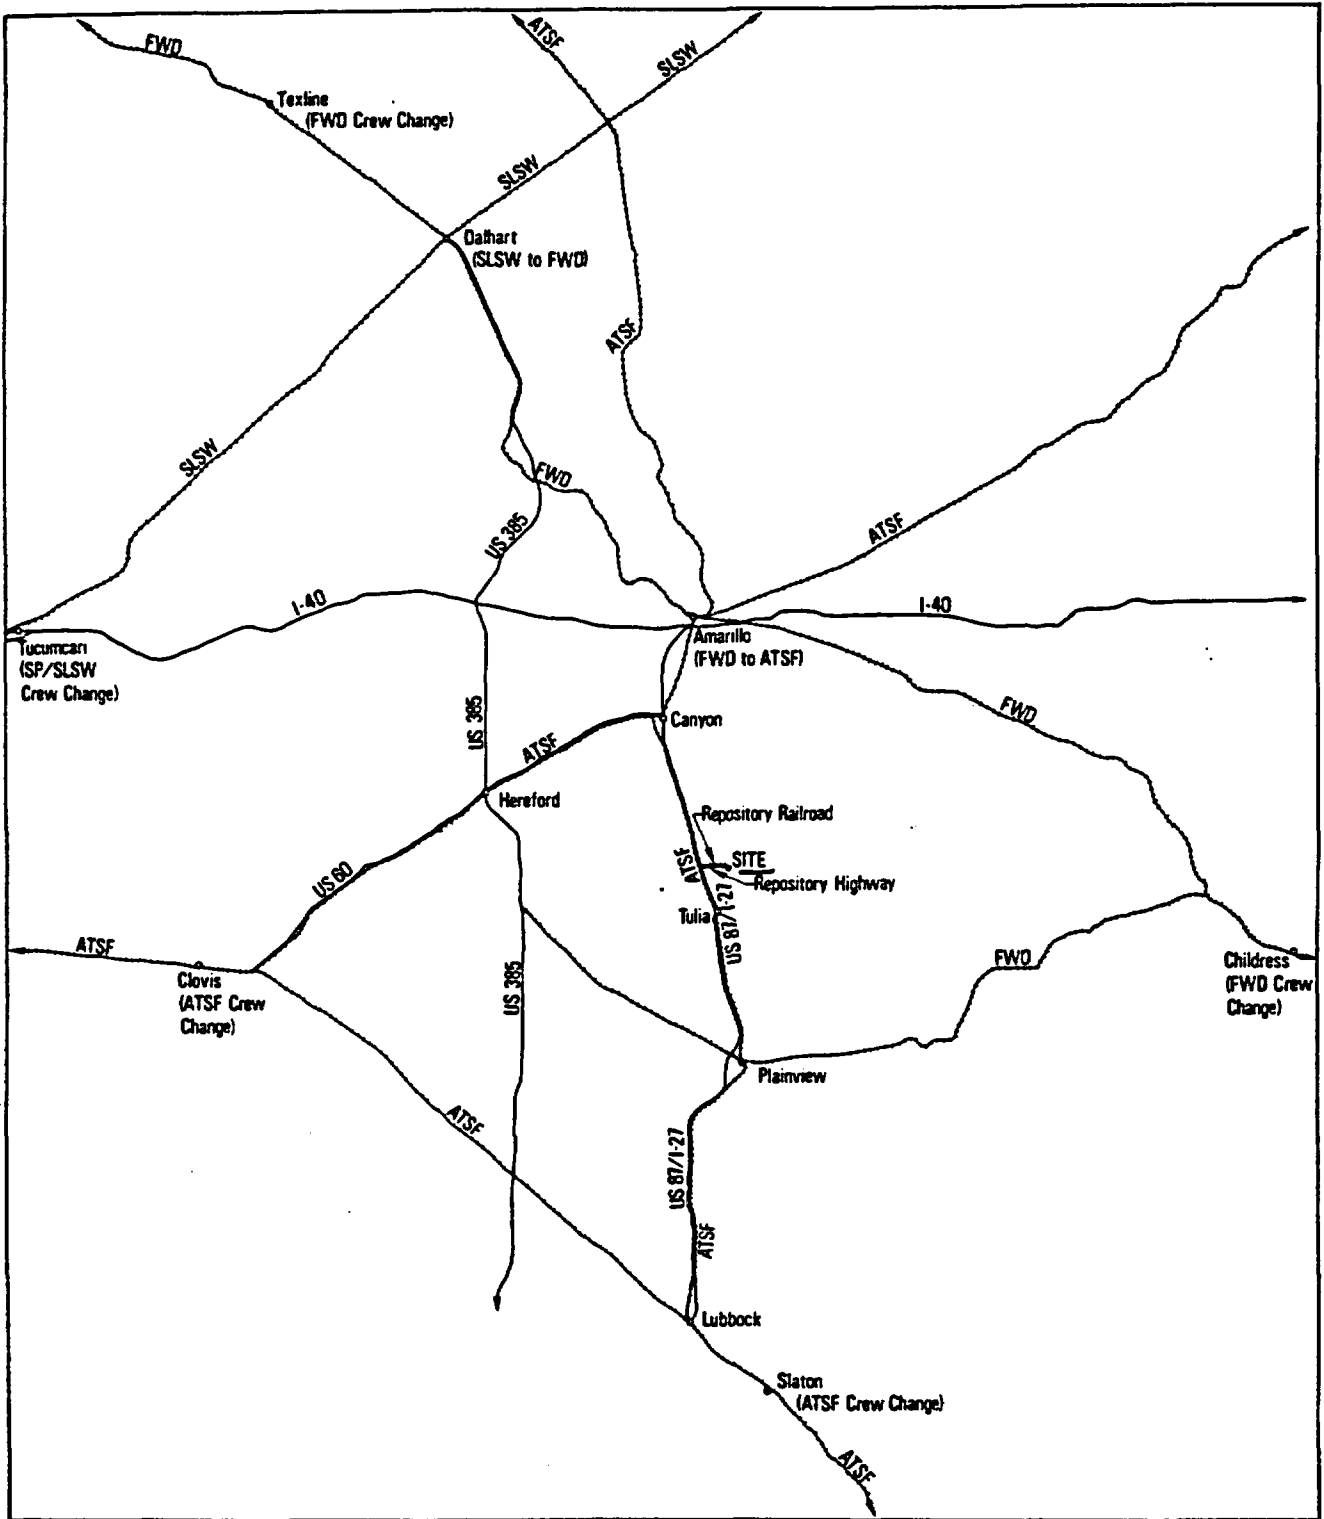 FWD
ATSF
SLSW
Texline
(FWD Crew Change)
SLSW
Dalhart
(SLSW to FWD)
ATSF
SLSW
FWD
US 385
ATSF
I-40
I-40
Tucumcari
(SP/SLSW
Crew Change)
Amarillo
(FWD to ATSF)
US 385
FWD
Canyon
ATSF
Hereford
Repository Railroad
ATSF
SITE
Repository Highway
US 60
Tulia
US 87/I-27
ATSF
Clovis
(ATSF Crew
Change)
US 385
FWD
Childress
(FWD Crew
Change)
Plainview
ATSF
US 87/I-27
ATSF
Lubbock
Slaton
(ATSF Crew Change)
ATSF